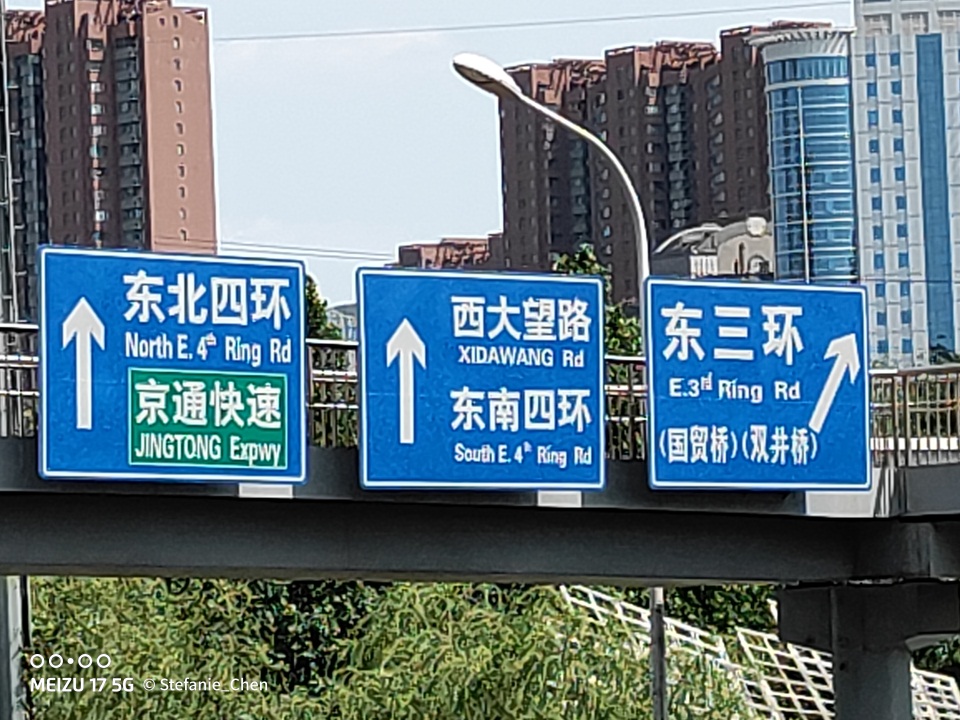 东北四环
North E. 4th Ring Rd
京通快速
JINGTONG Expwy
西大望路
XIDAWANG Rd
东南四环
South E. 4th Ring Rd
东三环
E.3rd Ring Rd
(国贸桥)(双井桥)
MEIZU 17 5G © Stefanie_Chen